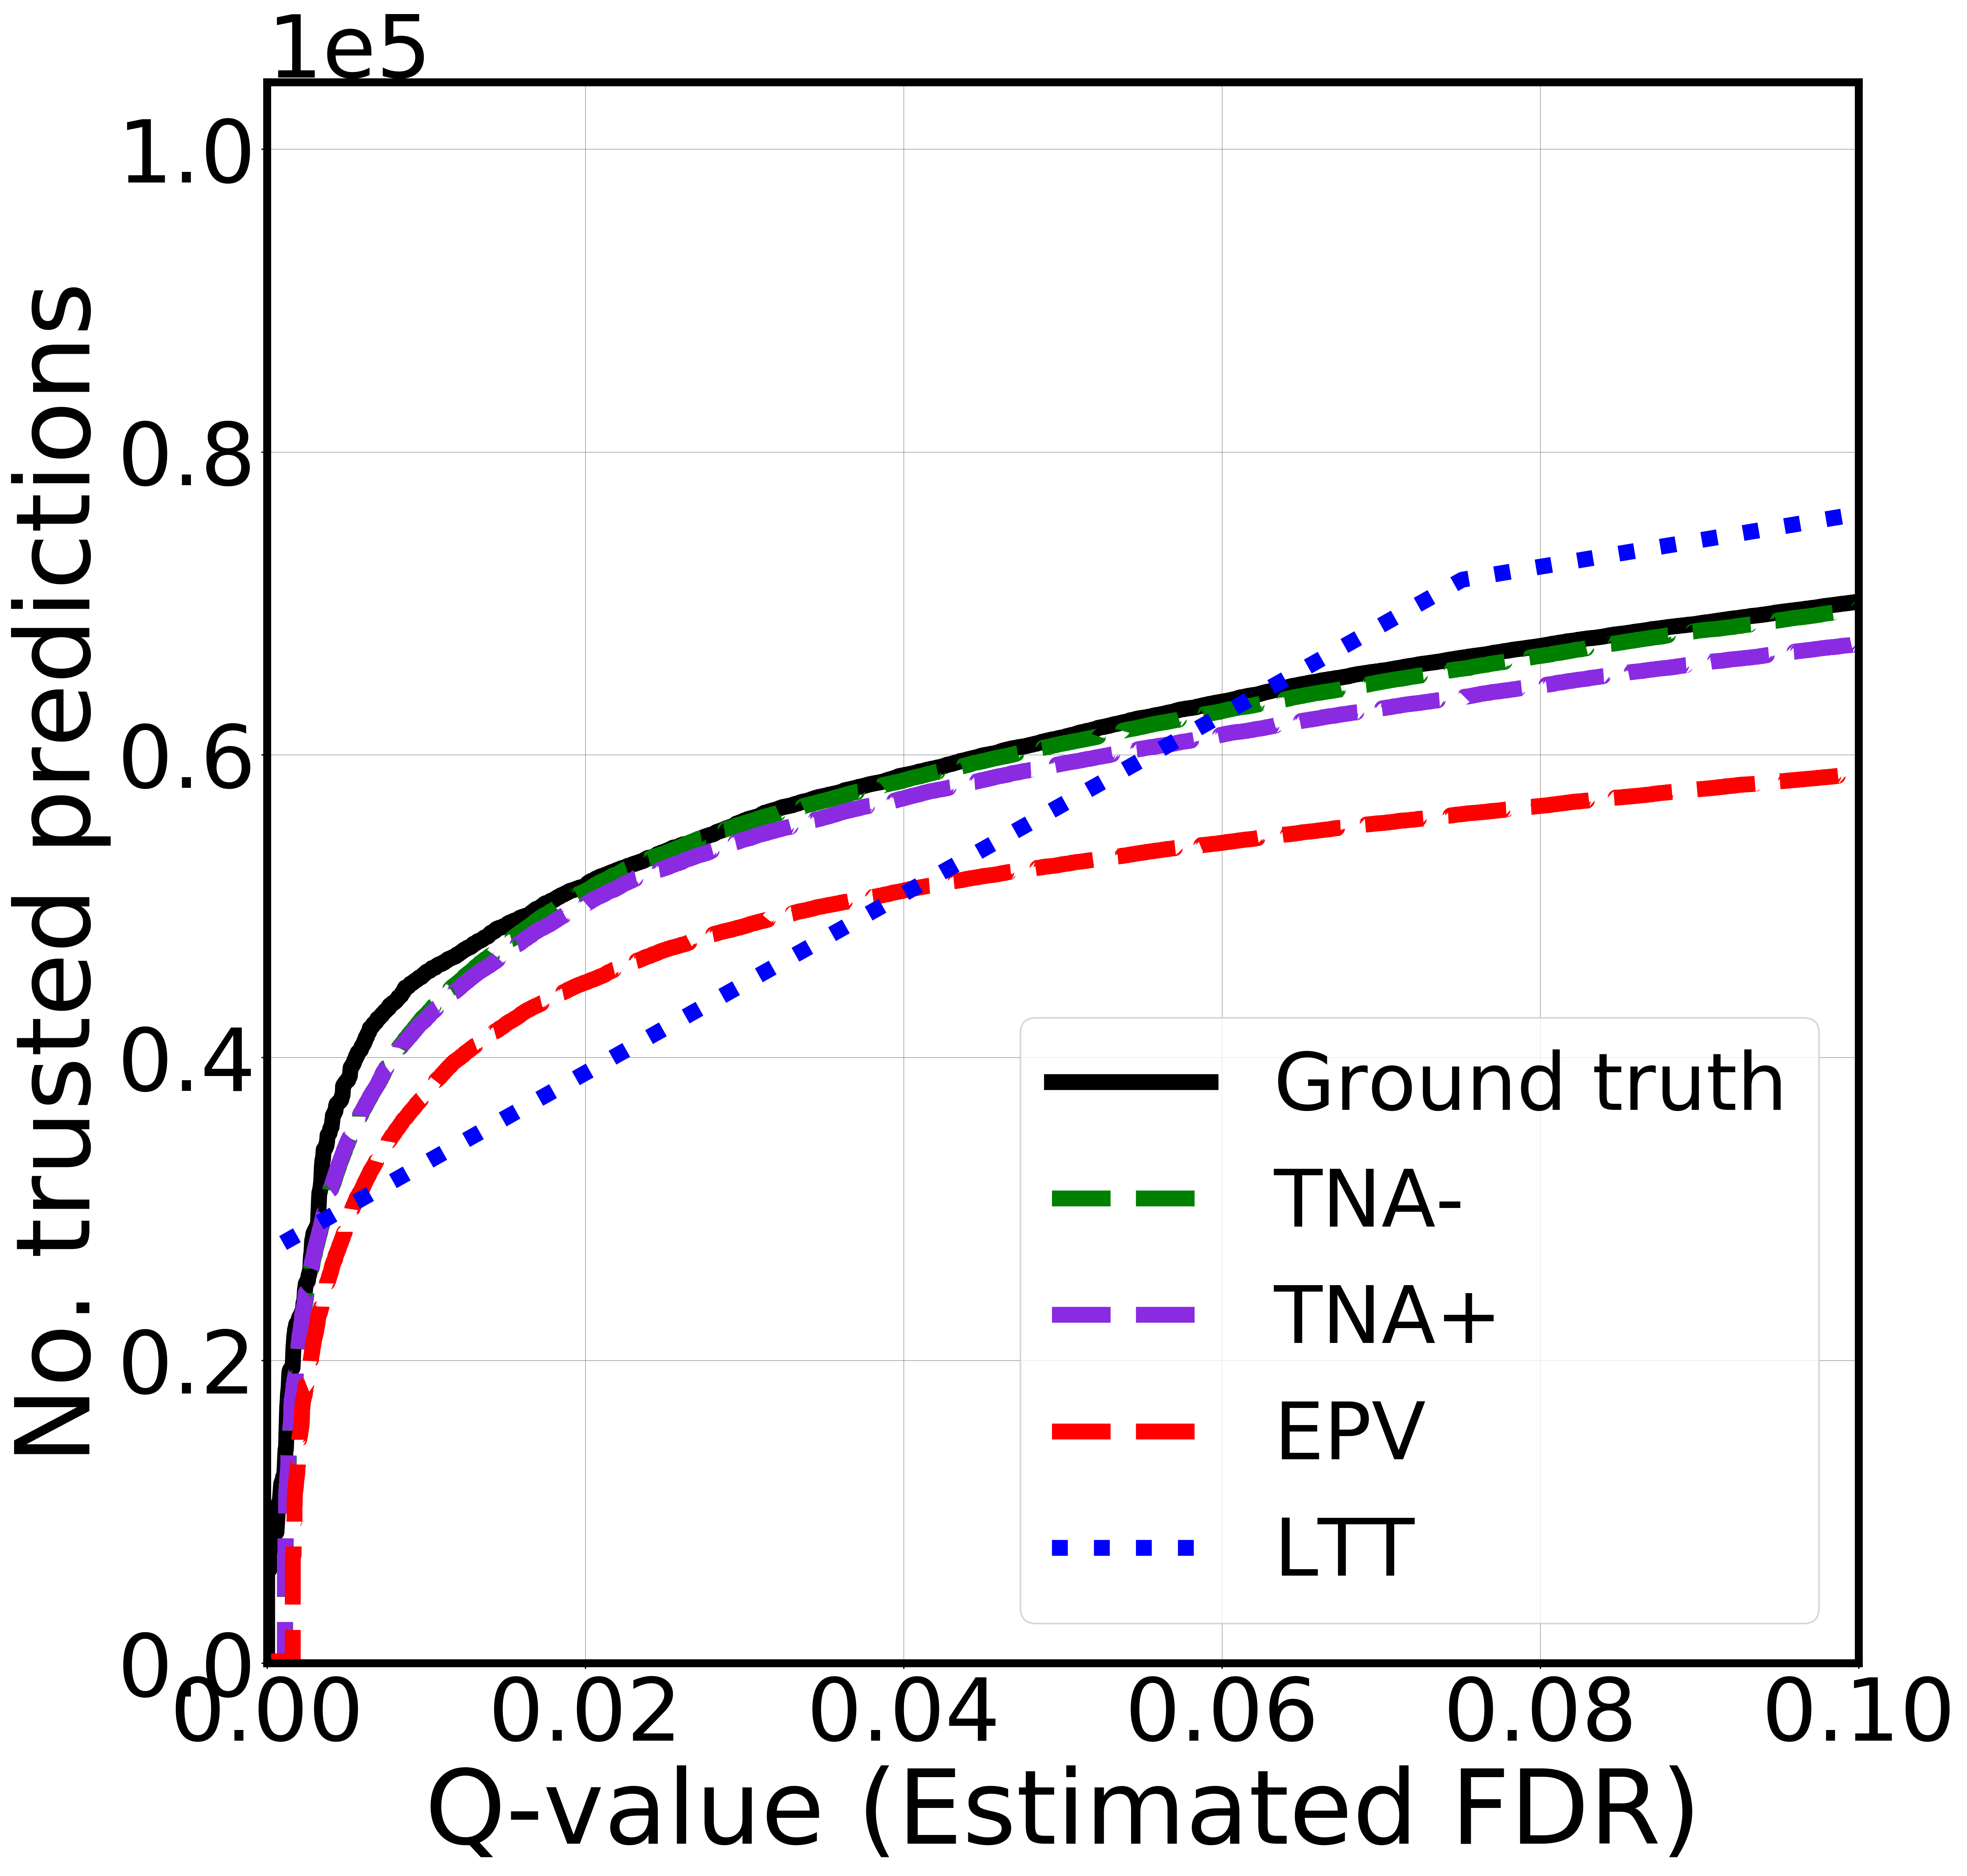 1e5
1.0
0.8
0.6
0.4
0.2
0.0
No. trusted predictions
Ground truth
TNA-
TNA+
EPV
LTT
0.00 0.02 0.04 0.06 0.08 0.10
Q-value (Estimated FDR)